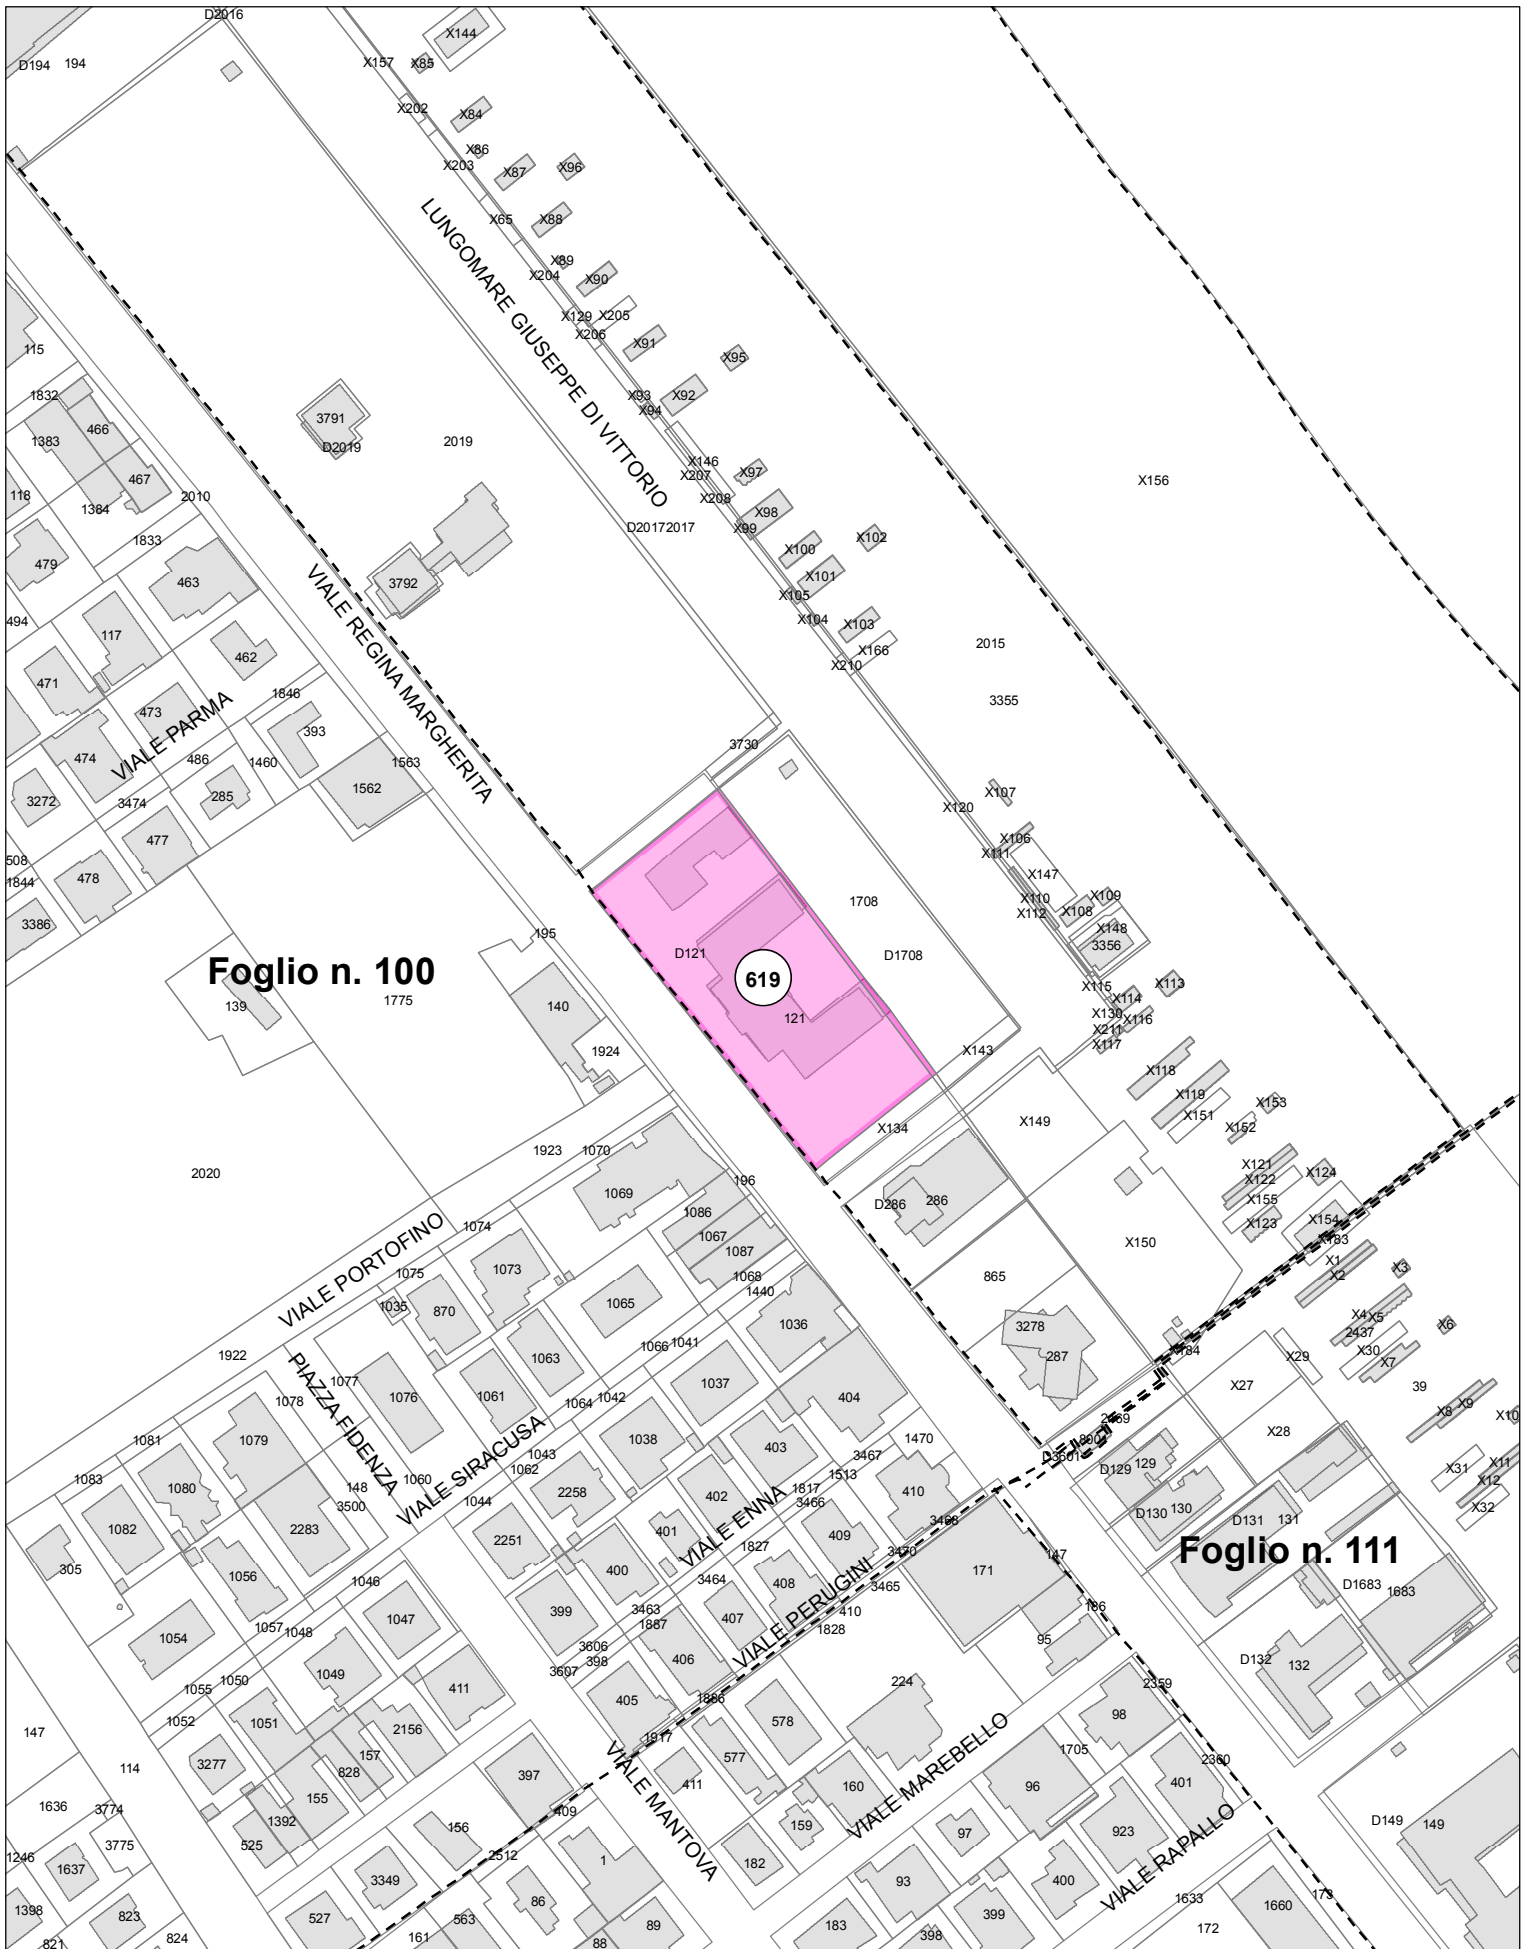 D2016
X144
D194
194
X157
X85
X202
X84
X86
X203
X87
X96
X65
X88
LUNGOMARE GIUSEPPE DI VITTORIO
X89
X204
X90
X129
X205
X206
X91
115
X95
1832
X93
X92
X94
3791
466
1383
D2019
2019
X146
467
X207
X97
X156
118
2010
X208
1384
X98
D2017
2017
X99
1833
X102
X100
479
X101
463
3792
X105
494
X104
X103
117
2015
X166
462
X210
VIALE REGINA MARGHERITA
471
1846
3355
473
VIALE PARMA
393
3730
474
486
1460
1563
1562
X107
3272
3474
285
X120
477
X106
X111
508
X147
1844
478
X110
X109
X112
X108
1708
3386
X148
195
3356
D121
D1708
Foglio n. 100
619
X113
X115
1775
X114
139
140
X130
121
X116
X211
X117
1924
X143
X118
X119
X153
X151
X149
X134
X152
1923
1070
X121
2020
X124
X122
196
1069
X155
D286
286
1086
X123
X154
VIALE PORTOFINO
1074
1067
X183
X150
1087
X1
1073
1075
X2
X3
1068
865
1440
1035
870
1065
X4
X5
X6
1036
3278
2437
1066
1041
X30
X184
1922
1063
X29
287
X7
PIAZZA FIDENZA
1077
1061
1037
X27
39
1076
404
1042
1064
1078
X8
X9
X10
2469
X28
1081
1079
1038
403
1470
VIALE SIRACUSA
1043
3467
D3601
129
X11
1083
1062
1060
D129
X31
X12
1080
148
1513
1817
3500
1044
2258
402
410
3466
X32
D130
130
VIALE ENNA
D131
131
1082
2283
3468
401
409
2251
1827
3470
Foglio n. 111
147
305
1056
400
171
1046
3464
408
D1683
1683
3465
VIALE PERUGINI
399
407
410
186
1047
3463
1887
1828
1057
1048
1054
95
3606
398
406
D132
132
3607
1049
1050
224
2359
1055
411
405
1886
1051
1052
578
98
147
2156
1917
VIALE MAREBELLO
1705
157
577
2360
3277
114
828
VIALE MANTOVA
397
411
160
96
401
155
1636
3774
1392
409
D149
149
159
VIALE RAPALLO
156
97
923
525
3775
1246
2512
1637
182
1
3349
93
400
86
1633
173
1398
823
399
1660
527
563
183
89
172
821
824
161
88
398